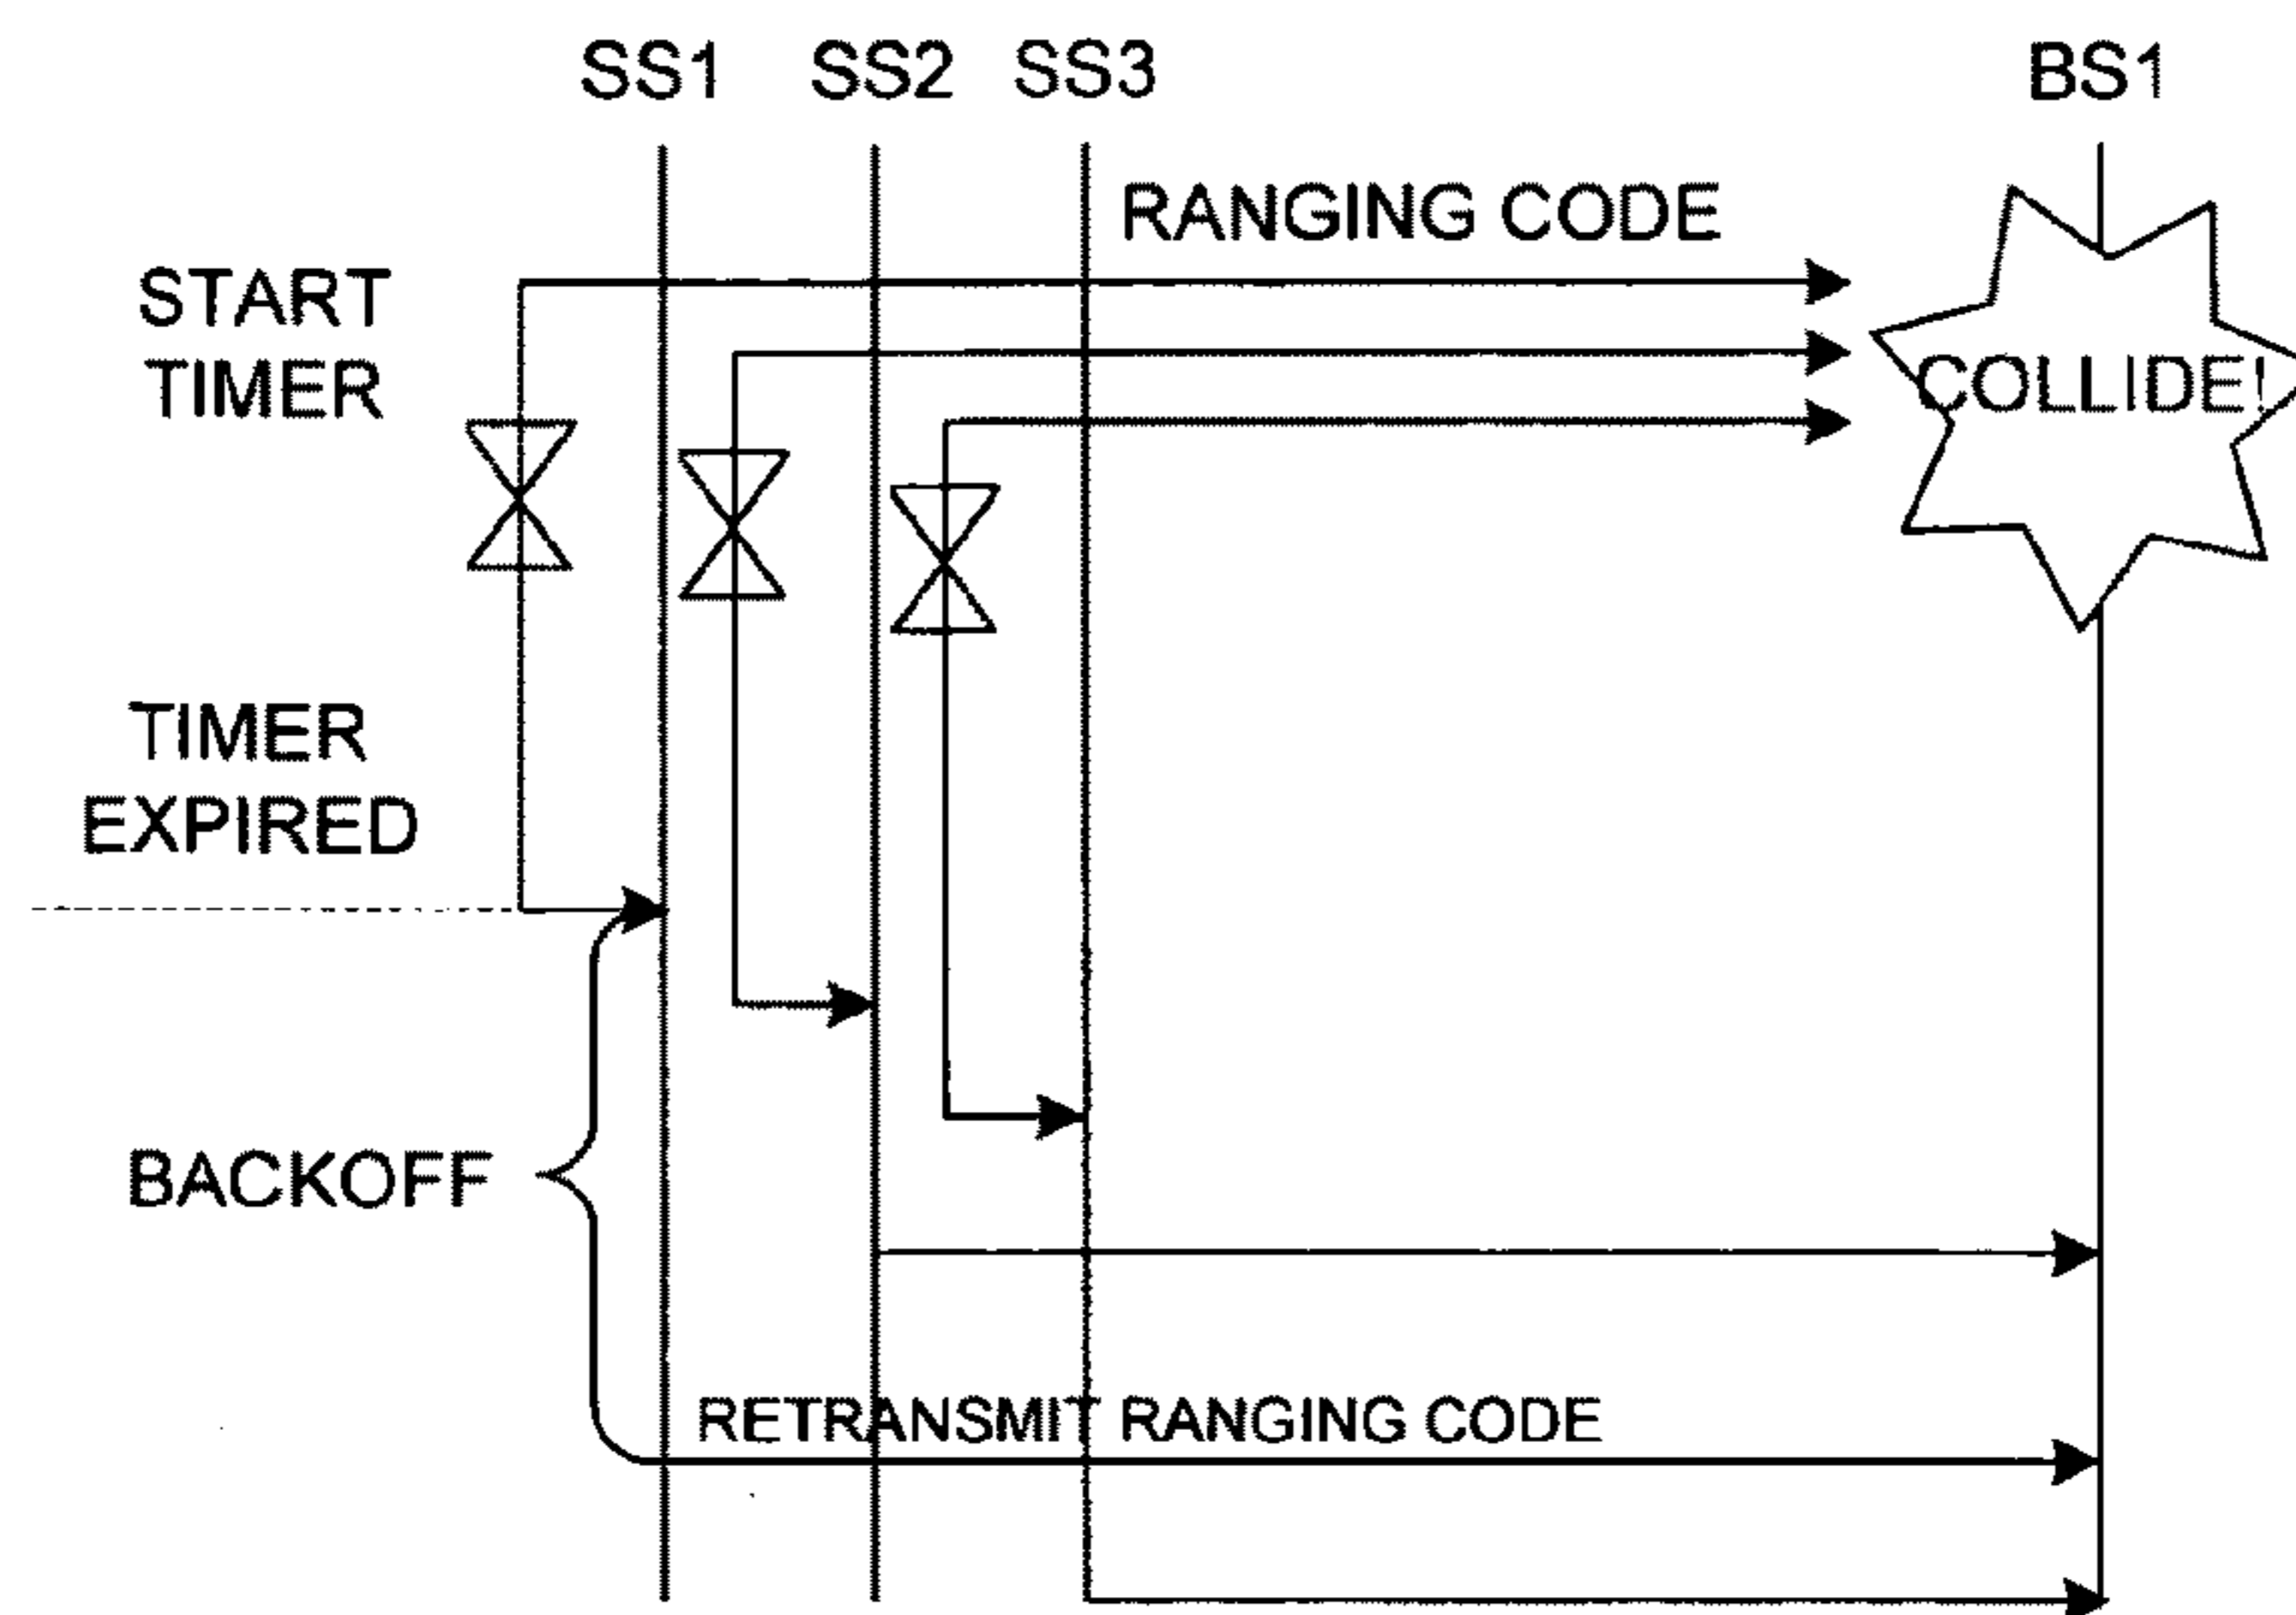 SS1 SS2 SS3 BS1
RANGING CODE
START
TIMER
COLLIDE!
TIMER
EXPIRED
BACKOFF
RETRANSMIT RANGING CODE